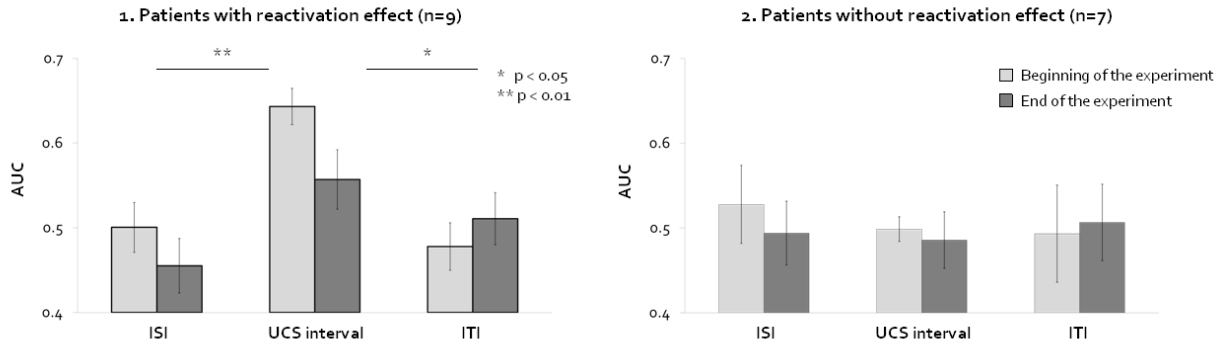 1. Patients with reactivation effect (n=9)
0.7
0.6
0.5
0.4
AUC
**
*
* p < 0.05
** p < 0.01
ISI
UCS interval
ITI
2. Patients without reactivation effect (n=7)
0.7
0.6
0.5
0.4
AUC
Beginning of the experiment
End of the experiment
ISI
UCS interval
ITI